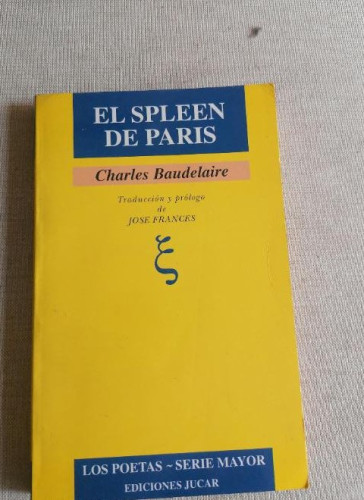 EL SPLEEN
DE PARIS
Charles Baudelaire
Traducción y prólogo
de
JOSE FRANCES
ξ
LOS POETAS ~ SERIE MAYOR
EDICIONES JUCAR